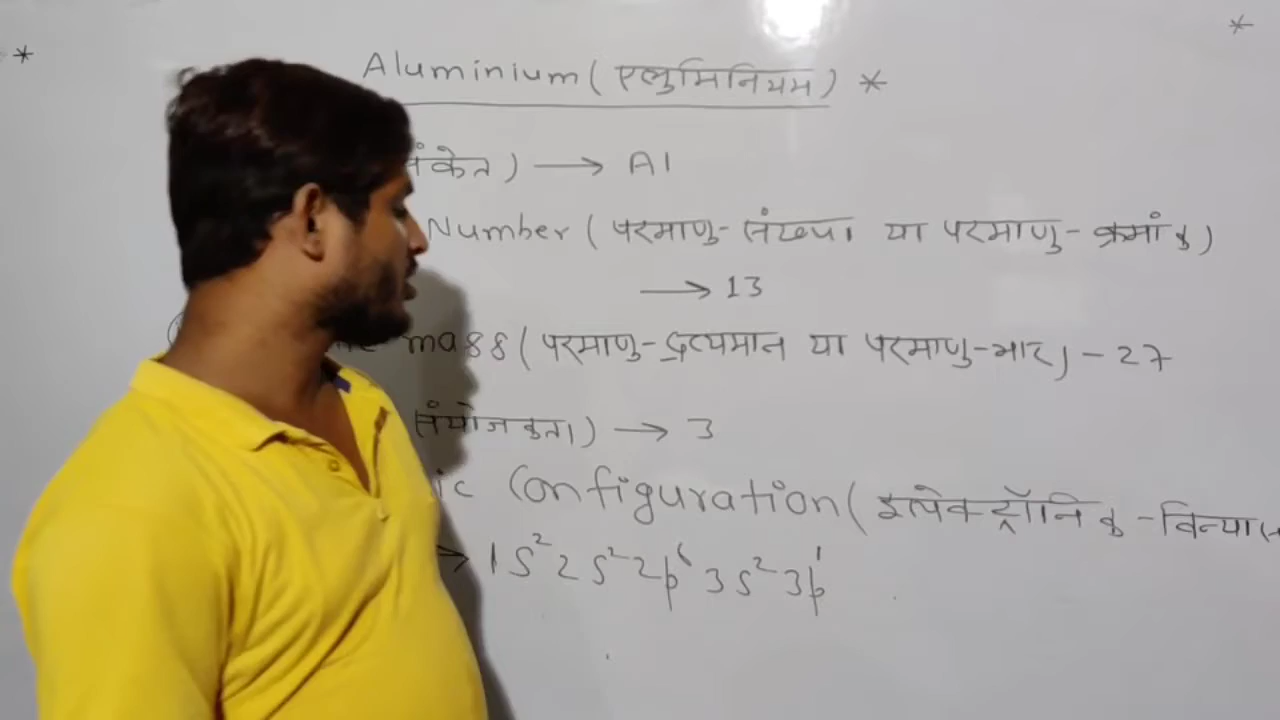 * Aluminium ( एलुमिनियम ) * *
संकेत ) → Al
Number ( परमाणु - संख्या या परमाणु - क्रमांक )
→ 13
mass ( परमाणु - द्रव्यमान या परमाणु - भार ) - 27
संयोजकता ) → 3
ic Configuration ( इलेक्ट्रॉनिक - विन्यास
→ 1s² 2s² 2p⁶ 3s² 3p¹